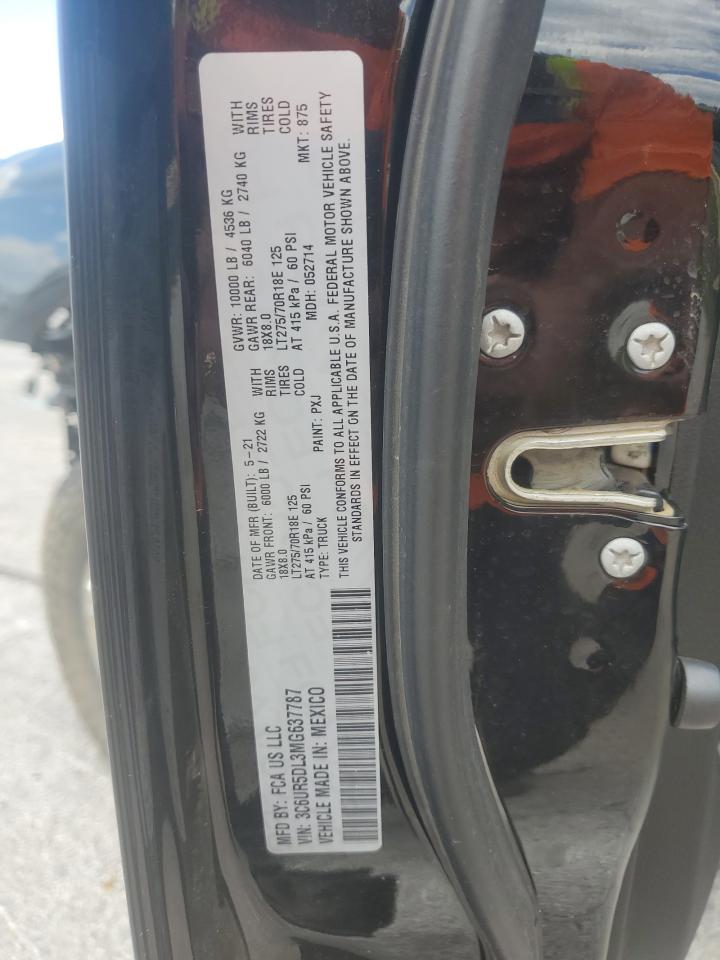 MFD BY: FCA US LLC
VIN: 3C6UR5DL3MG637787
VEHICLE MADE IN: MEXICO
DATE OF MFR (BUILT): 5-21 GVWR: 10000 LB / 4536 KG
GAWR FRONT: 6000 LB / 2722 KG WITH GAWR REAR: 6040 LB / 2740 KG WITH
18X8.0 RIMS 18X8.0 RIMS
LT275/70R18E 125 TIRES LT275/70R18E 125 TIRES
AT 415 kPa / 60 PSI COLD AT 415 kPa / 60 PSI COLD
TYPE: TRUCK PAINT: PXJ MDH: 052714 MKT: 875
THIS VEHICLE CONFORMS TO ALL APPLICABLE U.S.A. FEDERAL MOTOR VEHICLE SAFETY
STANDARDS IN EFFECT ON THE DATE OF MANUFACTURE SHOWN ABOVE.